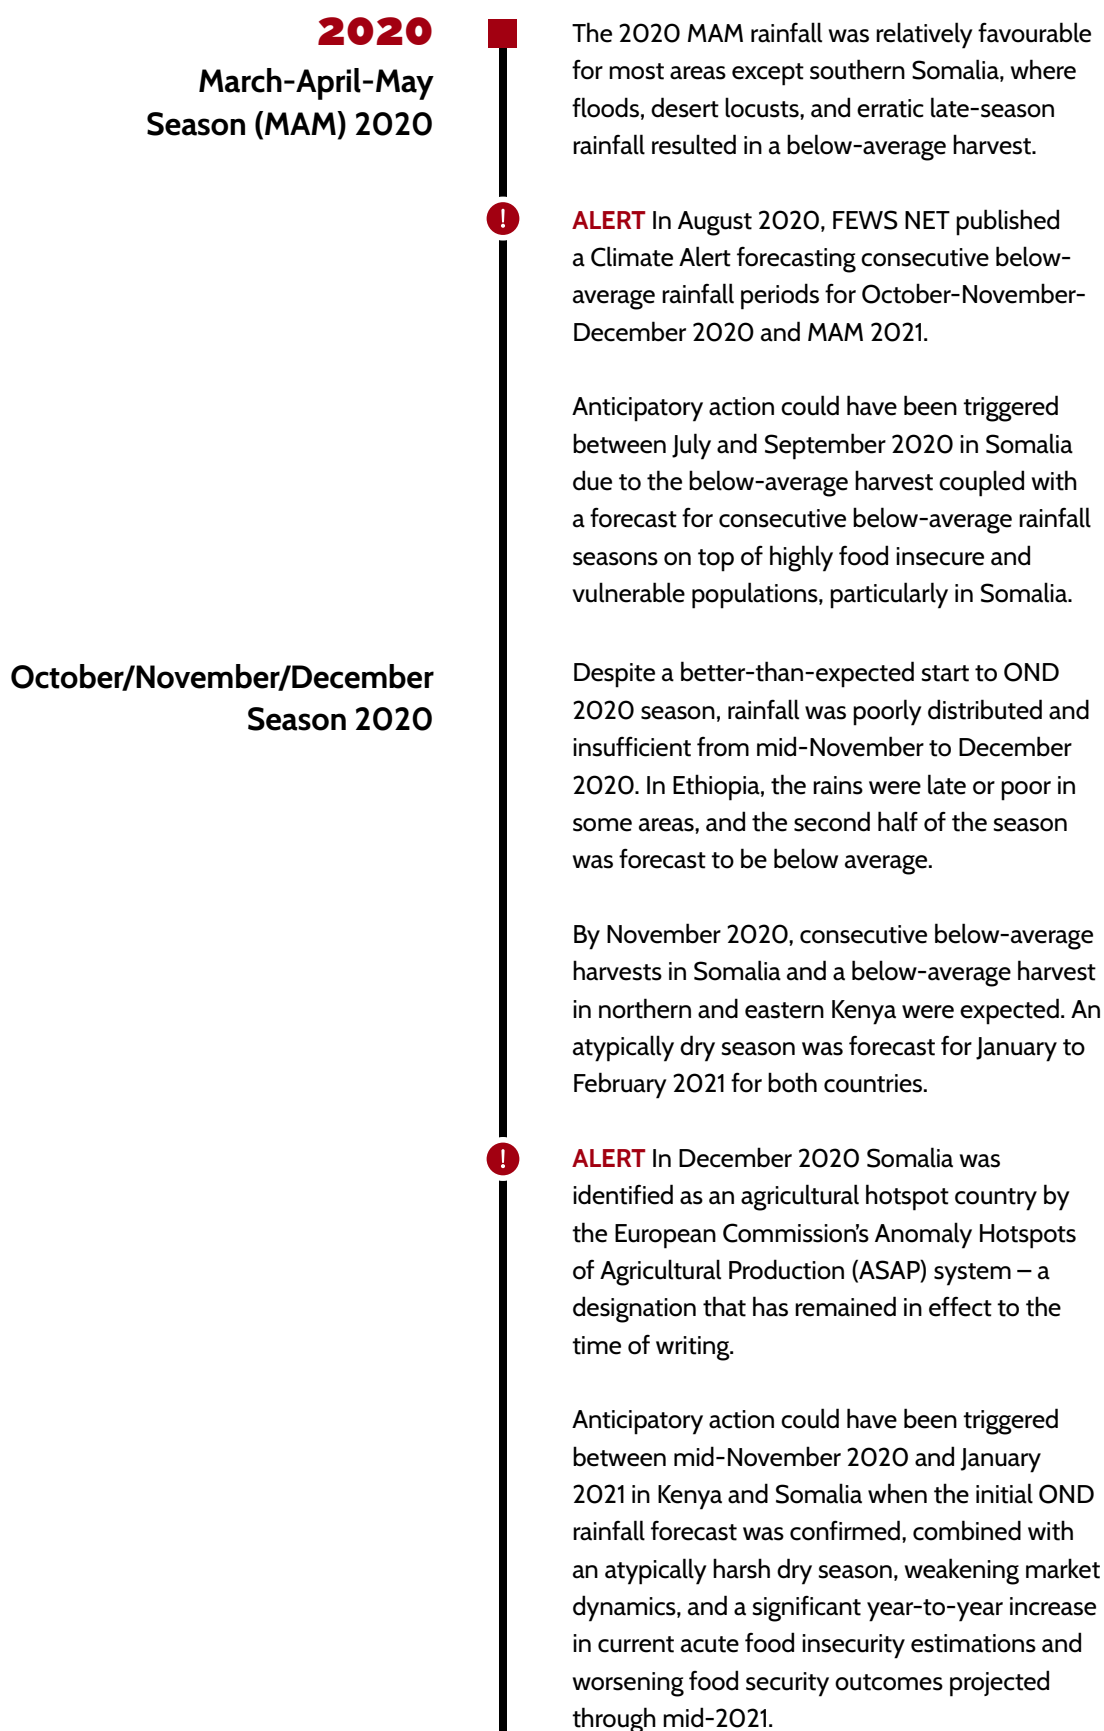 2020
March-April-May
Season (MAM) 2020
The 2020 MAM rainfall was relatively favourable
for most areas except southern Somalia, where
floods, desert locusts, and erratic late-season
rainfall resulted in a below-average harvest.
!
ALERT In August 2020, FEWS NET published
a Climate Alert forecasting consecutive below-
average rainfall periods for October-November-
December 2020 and MAM 2021.
Anticipatory action could have been triggered
between July and September 2020 in Somalia
due to the below-average harvest coupled with
a forecast for consecutive below-average rainfall
seasons on top of highly food insecure and
vulnerable populations, particularly in Somalia.
October/November/December
Season 2020
Despite a better-than-expected start to OND
2020 season, rainfall was poorly distributed and
insufficient from mid-November to December
2020. In Ethiopia, the rains were late or poor in
some areas, and the second half of the season
was forecast to be below average.
By November 2020, consecutive below-average
harvests in Somalia and a below-average harvest
in northern and eastern Kenya were expected. An
atypically dry season was forecast for January to
February 2021 for both countries.
!
ALERT In December 2020 Somalia was
identified as an agricultural hotspot country by
the European Commission’s Anomaly Hotspots
of Agricultural Production (ASAP) system – a
designation that has remained in effect to the
time of writing.
Anticipatory action could have been triggered
between mid-November 2020 and January
2021 in Kenya and Somalia when the initial OND
rainfall forecast was confirmed, combined with
an atypically harsh dry season, weakening market
dynamics, and a significant year-to-year increase
in current acute food insecurity estimations and
worsening food security outcomes projected
through mid-2021.